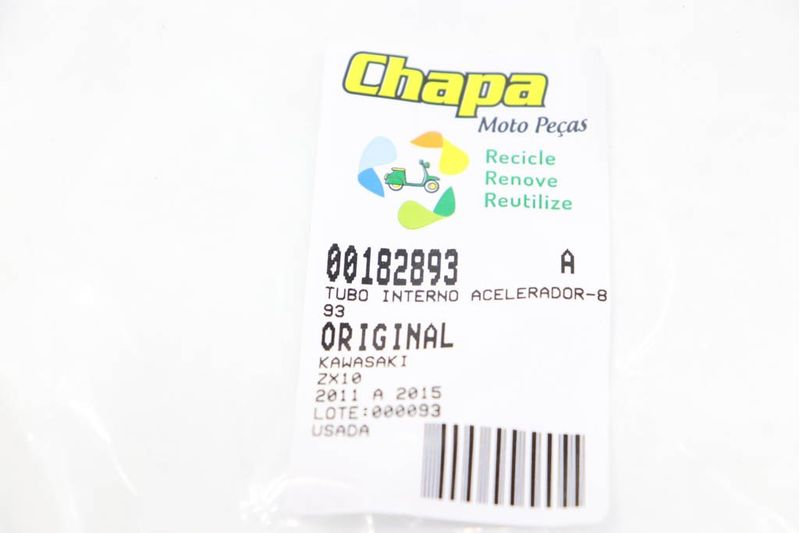 Chapa
Moto Peças
Recicle
Renove
Reutilize
00182893 A
TUBO INTERNO ACELERADOR-8
93
ORIGINAL
KAWASAKI
ZX10
2011 A 2015
LOTE:000093
USADA